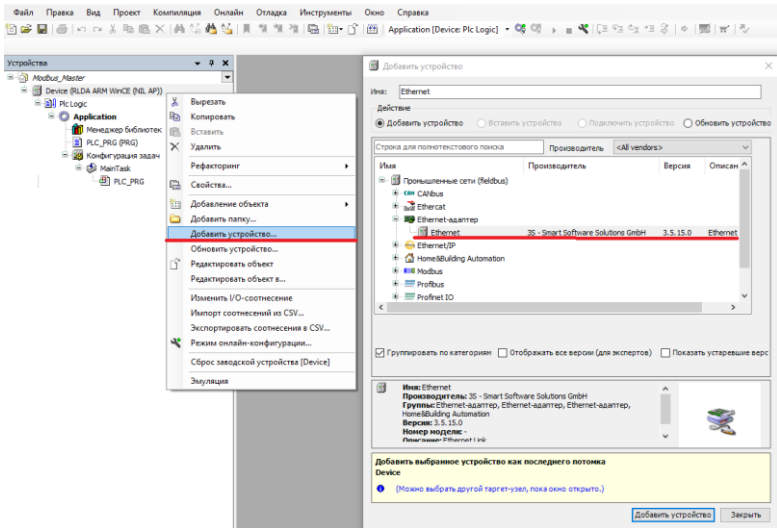 Файл Правка Вид Проект Компиляция Онлайн Отладка Инструменты Окно Справка
Application [Device: Plc Logic]
Устройства
Modbus_Master
Device (RLDA ARM WinCE (NIL AP))
Plc Logic
Application
Менеджер библиотек
PLC_PRG (PRG)
Конфигурация задач
MainTask
PLC_PRG
Вырезать
Копировать
Вставить
Удалить
Рефакторинг
Свойства...
Добавление объекта
Добавить папку...
Добавить устройство...
Обновить устройство...
Редактировать объект
Редактировать объект в...
Изменить I/O-соотнесение
Импорт соотнесений из CSV...
Экспортировать соотнесения в CSV...
Режим онлайн-конфигурации...
Сброс заводской устройства [Device]
Эмуляция
Добавить устройство
Имя: Ethernet
Действие
Добавить устройство Вставить устройство Подключить устройство Обновить устройство
Строка для полнотекстового поиска Производитель <All vendors>
Имя Производитель Версия Описан
Промышленные сети (fieldbus)
CAN CANbus
Ethercat
Ethernet-адаптер
Ethernet 3S - Smart Software Solutions GmbH 3.5.15.0 Ethernet
Ethernet/IP
Home&Building Automation
Modbus
Profibus
Profinet IO
Группировать по категориям Отображать все версии (для экспертов) Показать устаревшие верс
Имя: Ethernet
Производитель: 3S - Smart Software Solutions GmbH
Группы: Ethernet-адаптер, Ethernet-адаптер, Ethernet-адаптер,
Home&Building Automation
Версия: 3.5.15.0
Номер модели: -
Описание: Ethernet Link
Добавить выбранное устройство как последнего потомка
Device
(Можно выбрать другой таргет-узел, пока окно открыто.)
Добавить устройство Закрыть